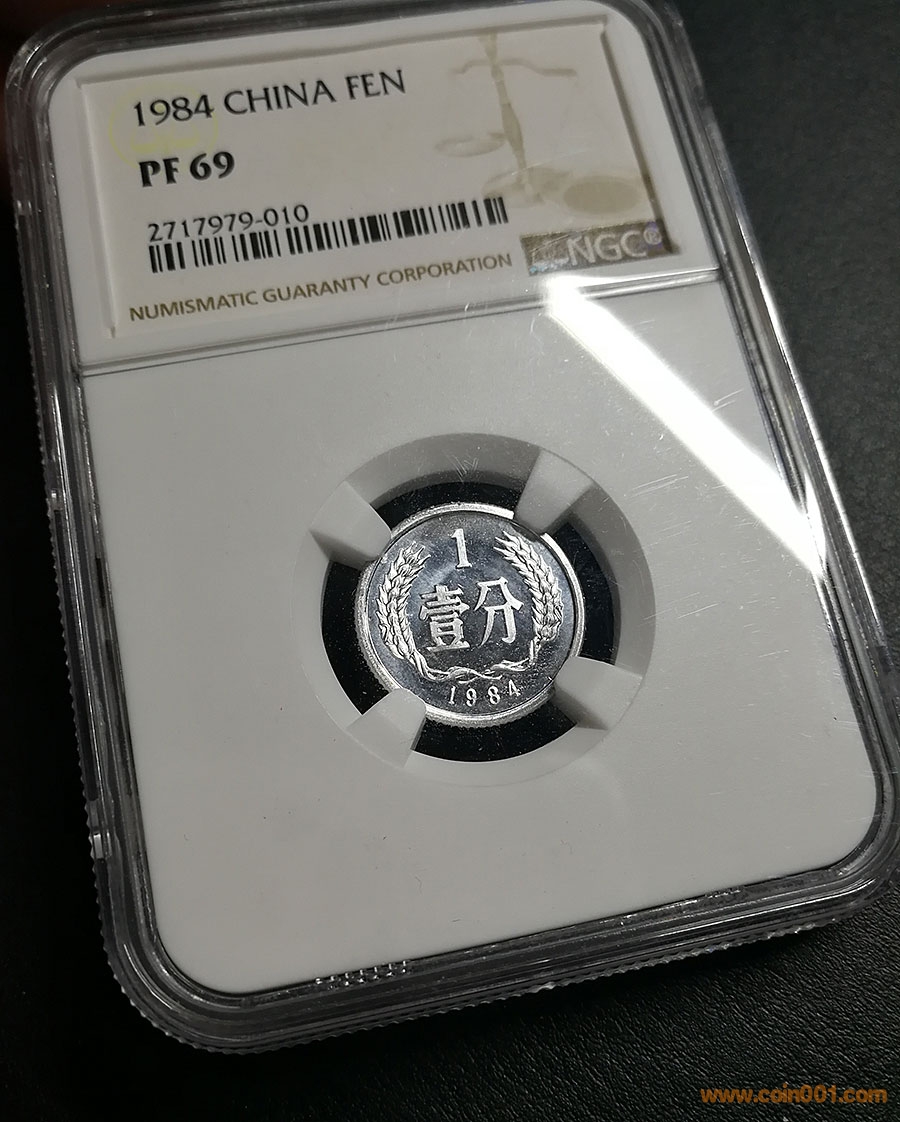 1984 CHINA FEN
PF 69
2717979-010
NGC®
NUMISMATIC GUARANTY CORPORATION
1
壹分
1984
www.coin001.com